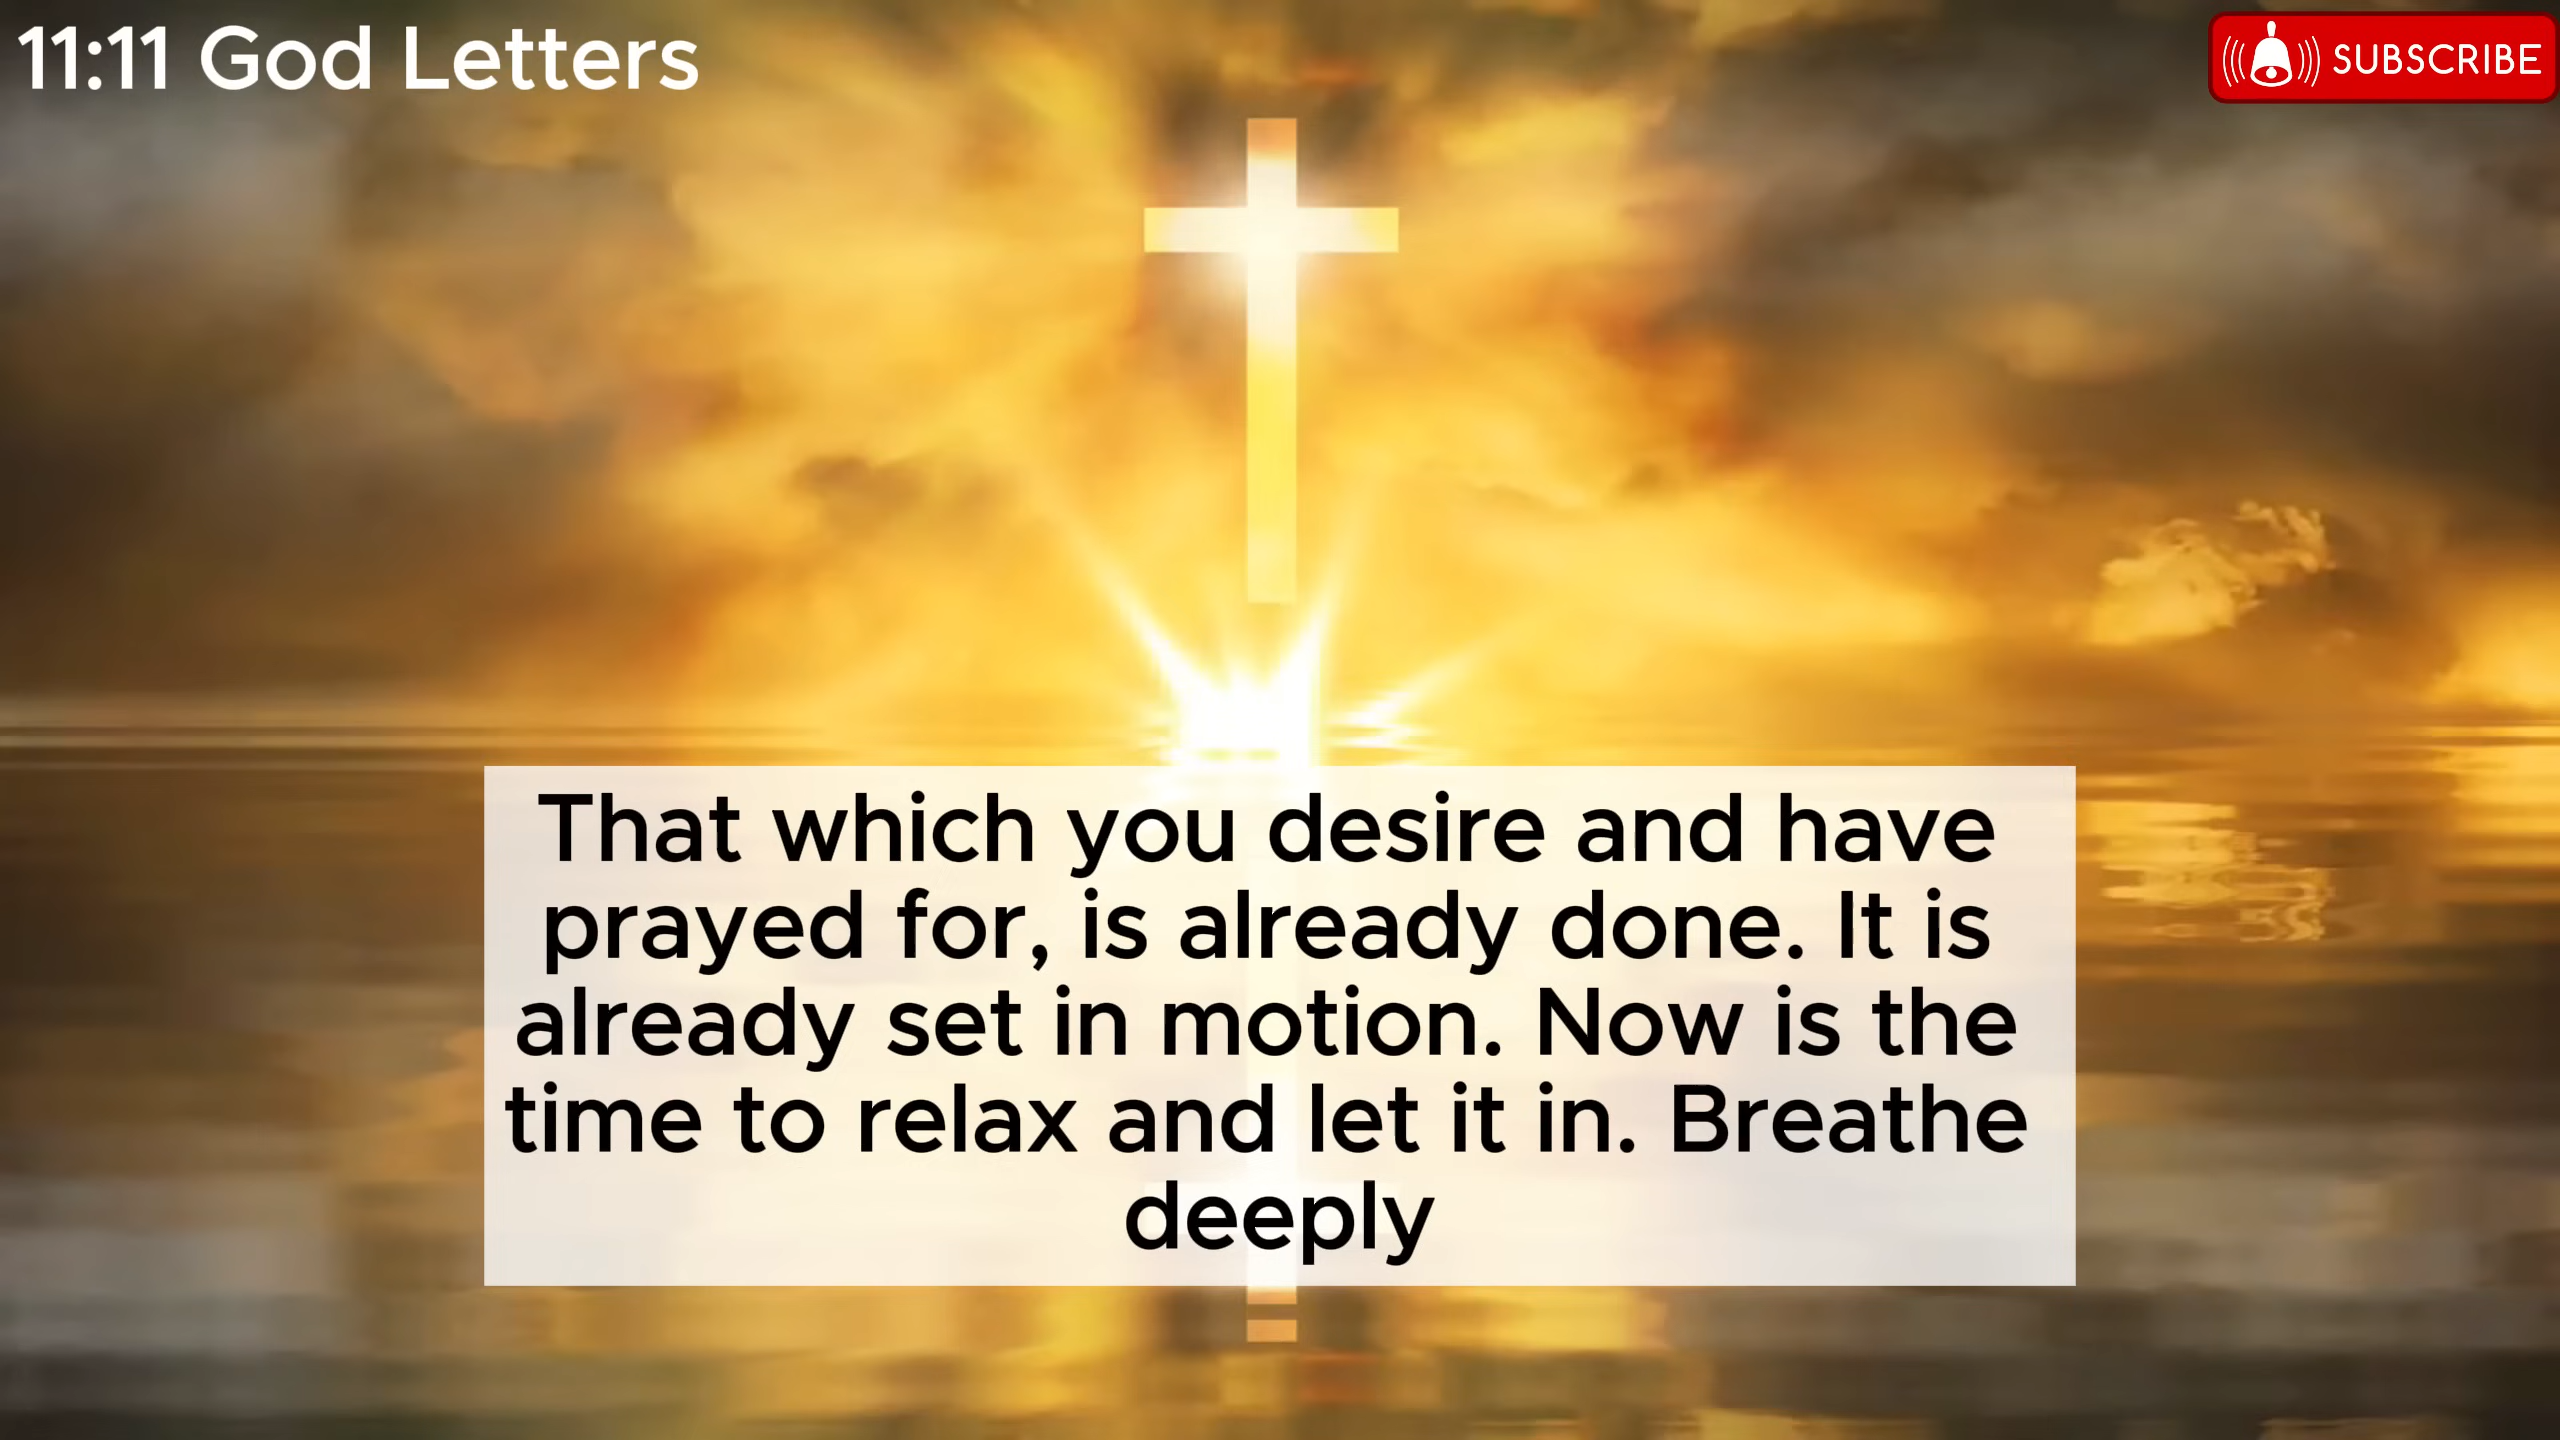 11:11 God Letters
SUBSCRIBE
That which you desire and have
prayed for, is already done. It is
already set in motion. Now is the
time to relax and let it in. Breathe
deeply